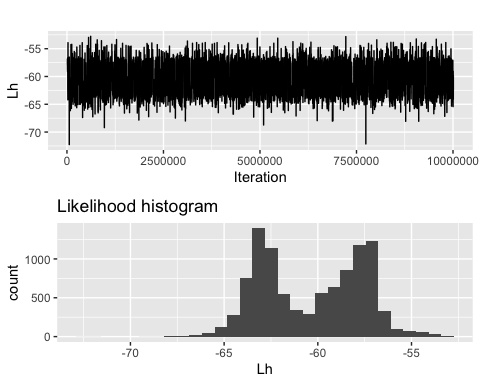 -55
-60
-65
-70
Lh
0 2500000 5000000 7500000 10000000
Iteration
Likelihood histogram
1000
500
0
count
-70 -65 -60 -55
Lh